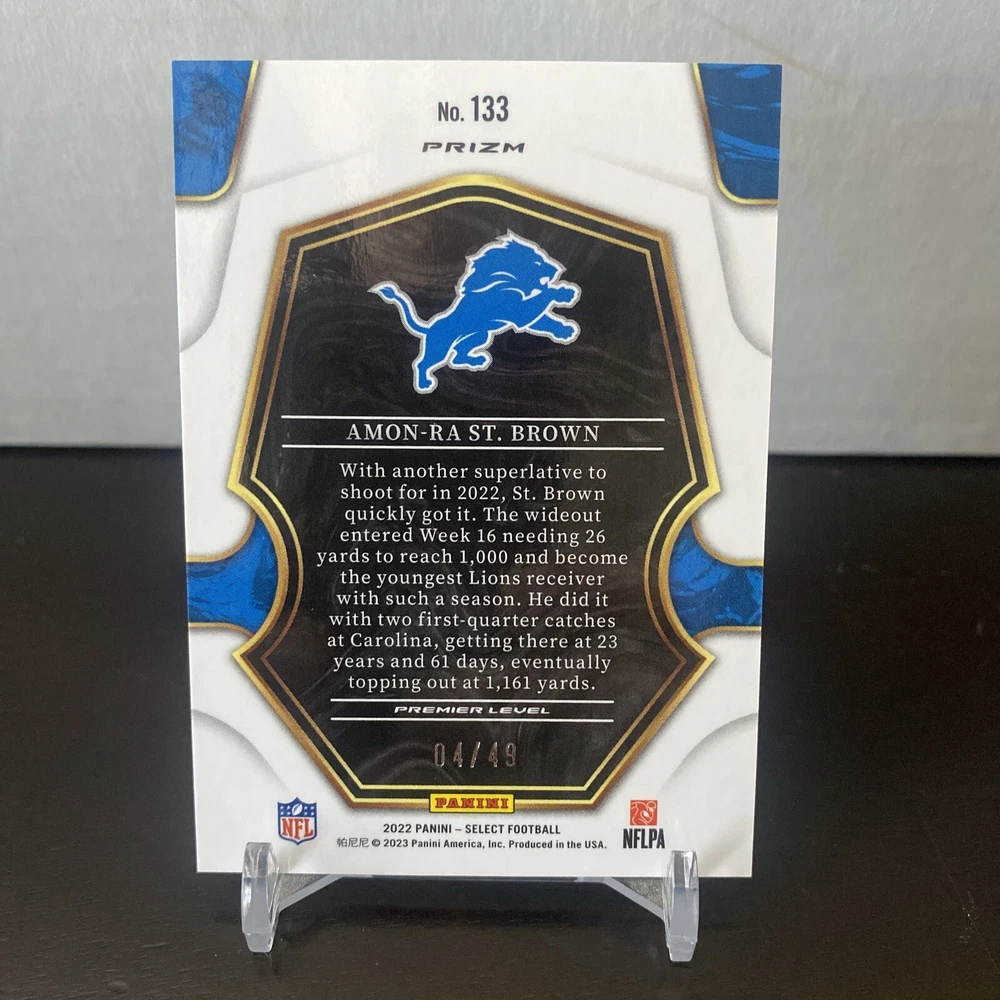 No. 133
PRIZM
AMON-RA ST. BROWN
With another superlative to
shoot for in 2022, St. Brown
quickly got it. The wideout
entered Week 16 needing 26
yards to reach 1,000 and become
the youngest Lions receiver
with such a season. He did it
with two first-quarter catches
at Carolina, getting there at 23
years and 61 days, eventually
topping out at 1,161 yards.
PREMIER LEVEL
04/49
PANINI
NFL
2022 PANINI – SELECT FOOTBALL
帕尼尼 © 2023 Panini America, Inc. Produced in the USA.
NFLPA